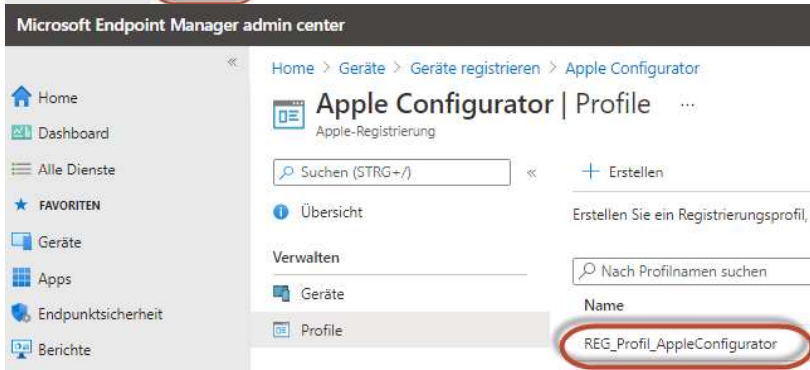 Microsoft Endpoint Manager admin center
Home > Geräte > Geräte registrieren > Apple Configurator
Apple Configurator | Profile ...
Apple-Registrierung
«
Home
Dashboard
Alle Dienste
FAVORITEN
Geräte
Apps
Endpunktsicherheit
Berichte
Suchen (STRG+/)
«
Übersicht
Verwalten
Geräte
Profile
+ Erstellen
Erstellen Sie ein Registrierungsprofil,
Nach Profilnamen suchen
Name
REG_Profil_AppleConfigurator